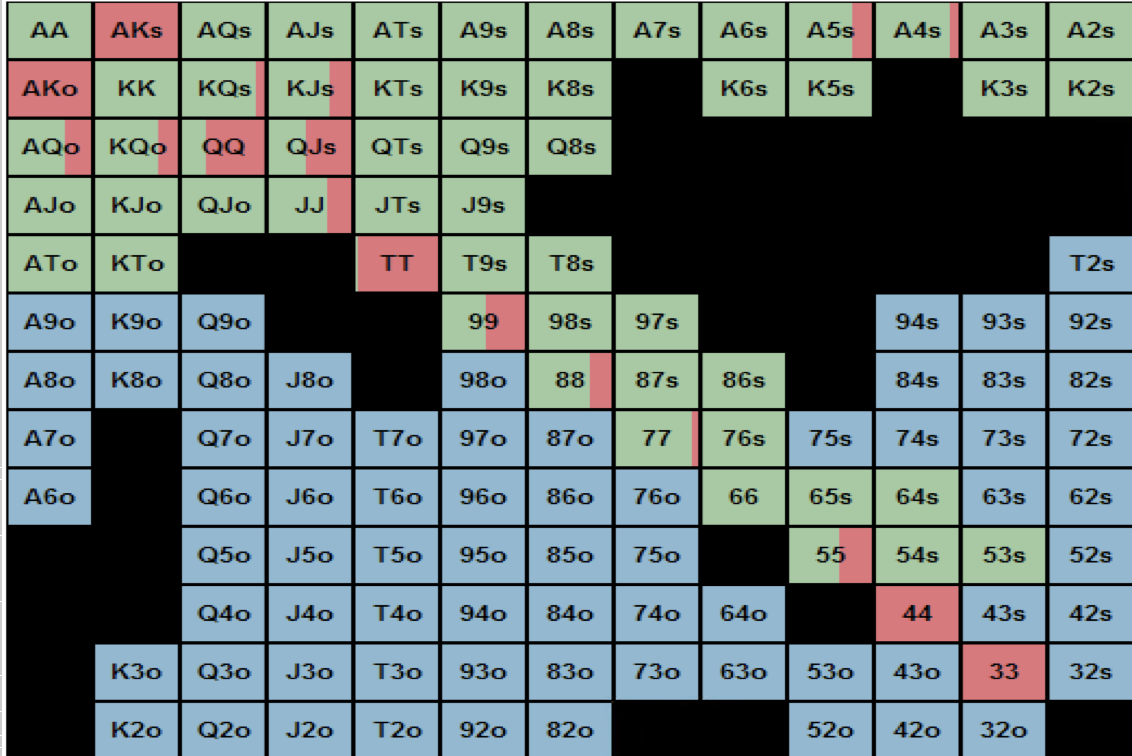 AA AKs AQs AJs ATs A9s A8s A7s A6s A5s A4s A3s A2s
AKo KK KQs KJs KTs K9s K8s K6s K5s K3s K2s
AQo KQo QQ QJs QTs Q9s Q8s
AJo KJo QJo JJ JTs J9s
ATo KTo TT T9s T8s T2s
A9o K9o Q9o 99 98s 97s 94s 93s 92s
A8o K8o Q8o J8o 98o 88 87s 86s 84s 83s 82s
A7o Q7o J7o T7o 97o 87o 77 76s 75s 74s 73s 72s
A6o Q6o J6o T6o 96o 86o 76o 66 65s 64s 63s 62s
Q5o J5o T5o 95o 85o 75o 55 54s 53s 52s
Q4o J4o T4o 94o 84o 74o 64o 44 43s 42s
K3o Q3o J3o T3o 93o 83o 73o 63o 53o 43o 33 32s
K2o Q2o J2o T2o 92o 82o 52o 42o 32o